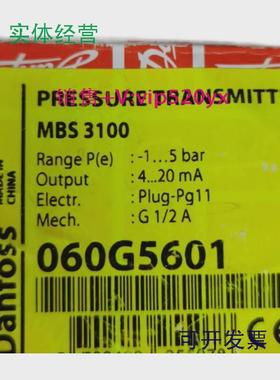 实体经营
PRESSURE TRANSMITT
MBS 3100
Range P(e) : -1...5 bar
Output : 4...20 mA
Electr. : Plug-Pg11
Mech. : G 1/2 A
060G5601
MADE IN
CHINA
Danfoss
可开发票